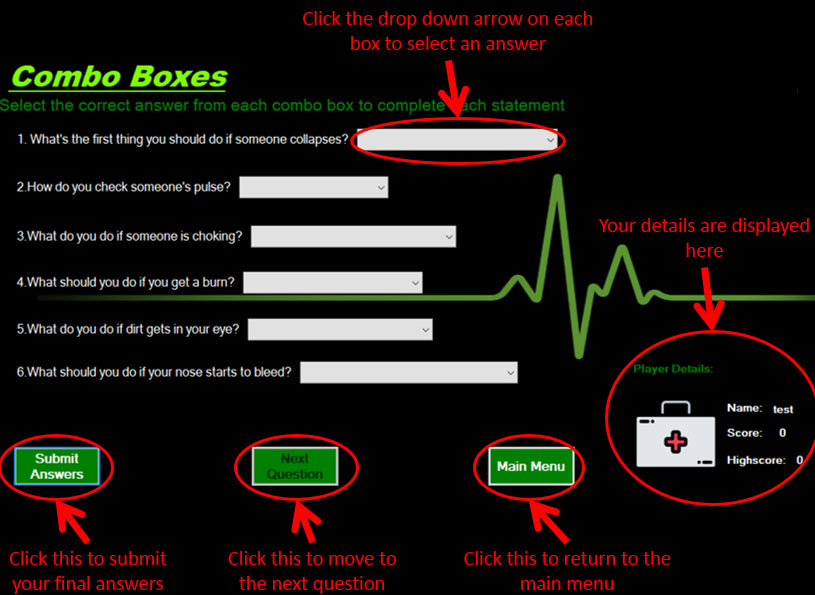 Click the drop down arrow on each
box to select an answer
Combo Boxes
Select the correct answer from each combo box to complete each statement
1. What's the first thing you should do if someone collapses?
2.How do you check someone's pulse?
3.What do you do if someone is choking?
Your details are displayed
here
4.What should you do if you get a burn?
5.What do you do if dirt gets in your eye?
6.What should you do if your nose starts to bleed?
Player Details:
Name: test
Score: 0
Highscore: 0
Submit
Answers
Next
Question
Main Menu
Click this to submit
your final answers
Click this to move to
the next question
Click this to return to the
main menu